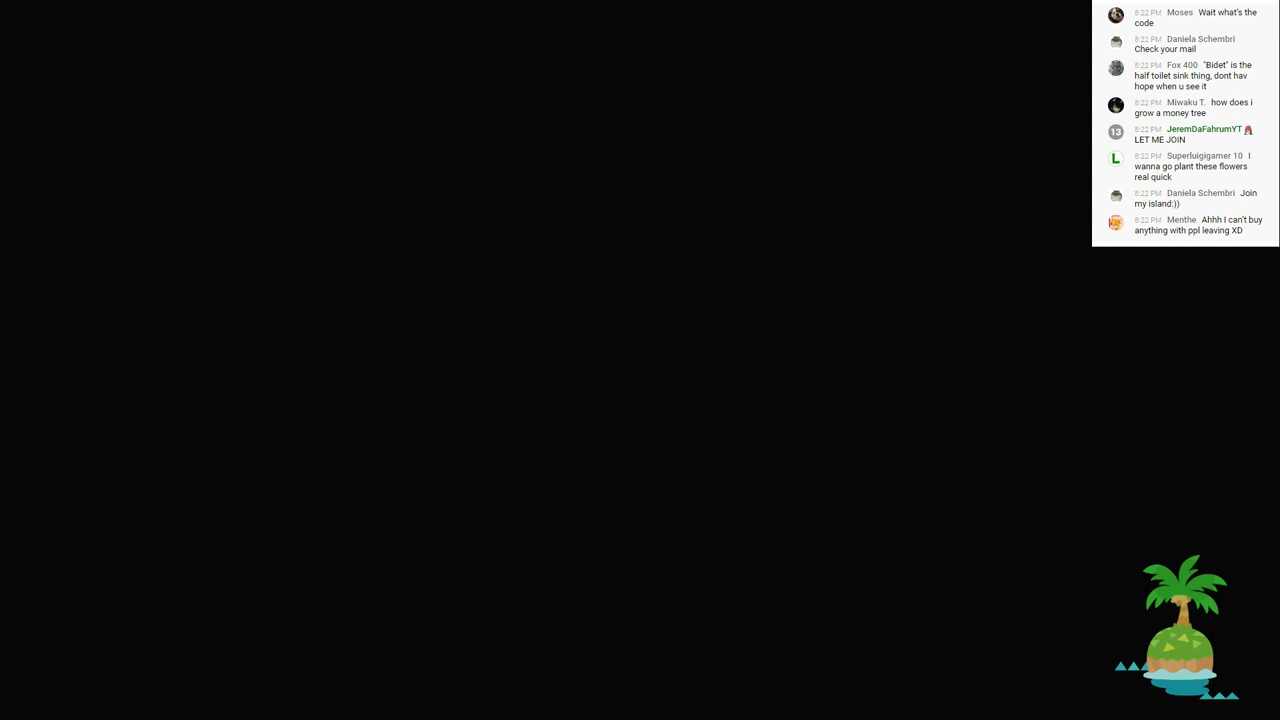 8:22 PM Moses Wait what's the
code
8:22 PM Daniela Schembri
Check your mail
8:22 PM Fox 400 "Bidet" is the
half toilet sink thing, dont hav
hope when u see it
8:22 PM Miwaku T. how does i
grow a money tree
13 8:22 PM JeremDaFahrumYT
LET ME JOIN
L 8:22 PM Superluigigamer 10 I
wanna go plant these flowers
real quick
8:22 PM Daniela Schembri Join
my island:))
8:22 PM Menthe Ahhh I can't buy
anything with ppl leaving XD